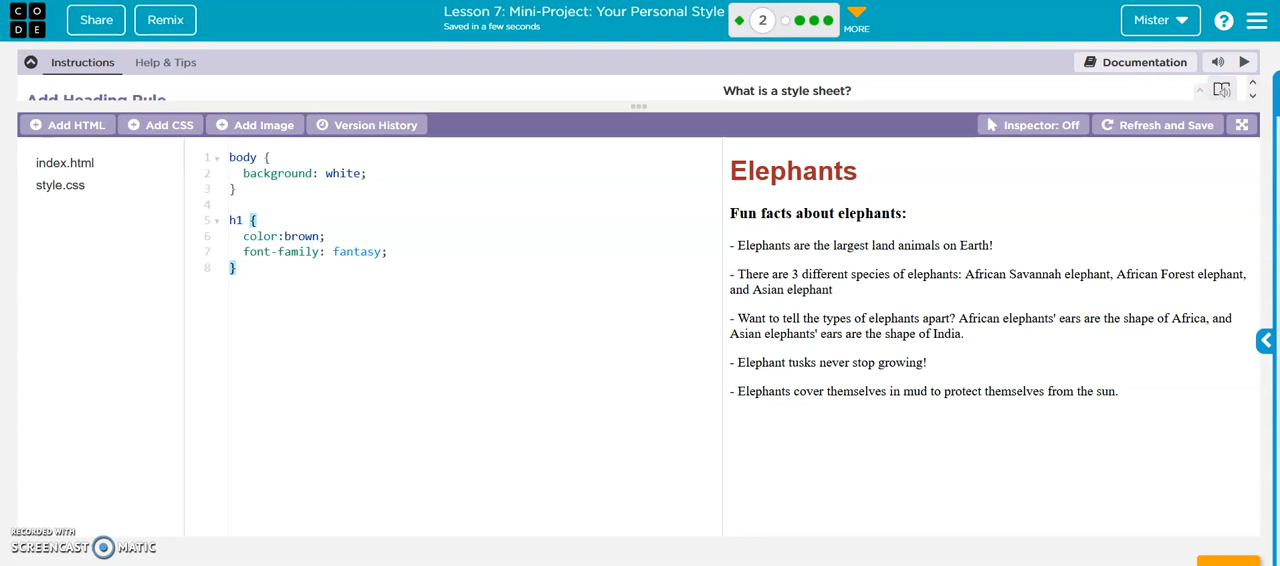 CO
DE
Share
Remix
Lesson 7: Mini-Project: Your Personal Style
Saved in a few seconds
2
MORE
Mister
?
Instructions
Help & Tips
Documentation
Add Heading Rule
What is a style sheet?
Add HTML
Add CSS
Add Image
Version History
Inspector: Off
Refresh and Save
index.html
style.css
1 body {
2 background: white;
3 }
4
5 h1 {
6 color:brown;
7 font-family: fantasy;
8 }
Elephants
Fun facts about elephants:
- Elephants are the largest land animals on Earth!
- There are 3 different species of elephants: African Savannah elephant, African Forest elephant,
and Asian elephant
- Want to tell the types of elephants apart? African elephants' ears are the shape of Africa, and
Asian elephants' ears are the shape of India.
- Elephant tusks never stop growing!
- Elephants cover themselves in mud to protect themselves from the sun.
RECORDED WITH
SCREENCAST MATIC